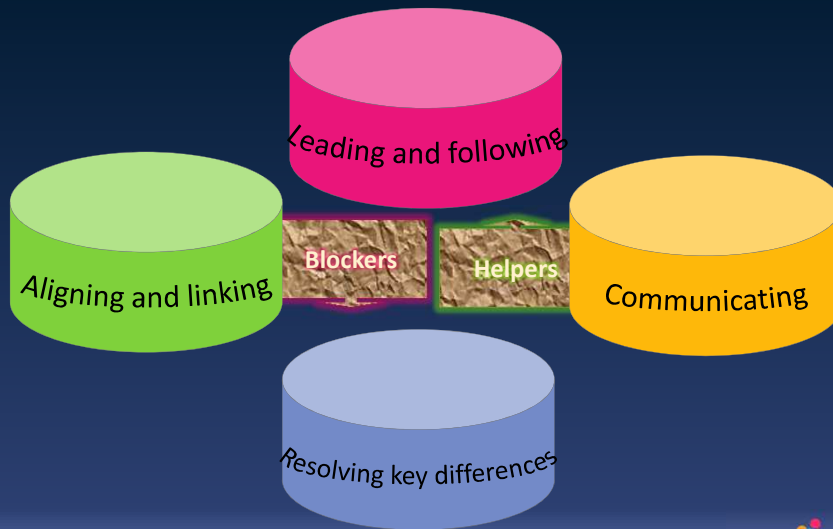 Leading and following
Blockers
Helpers
Aligning and linking
Communicating
Resolving key differences